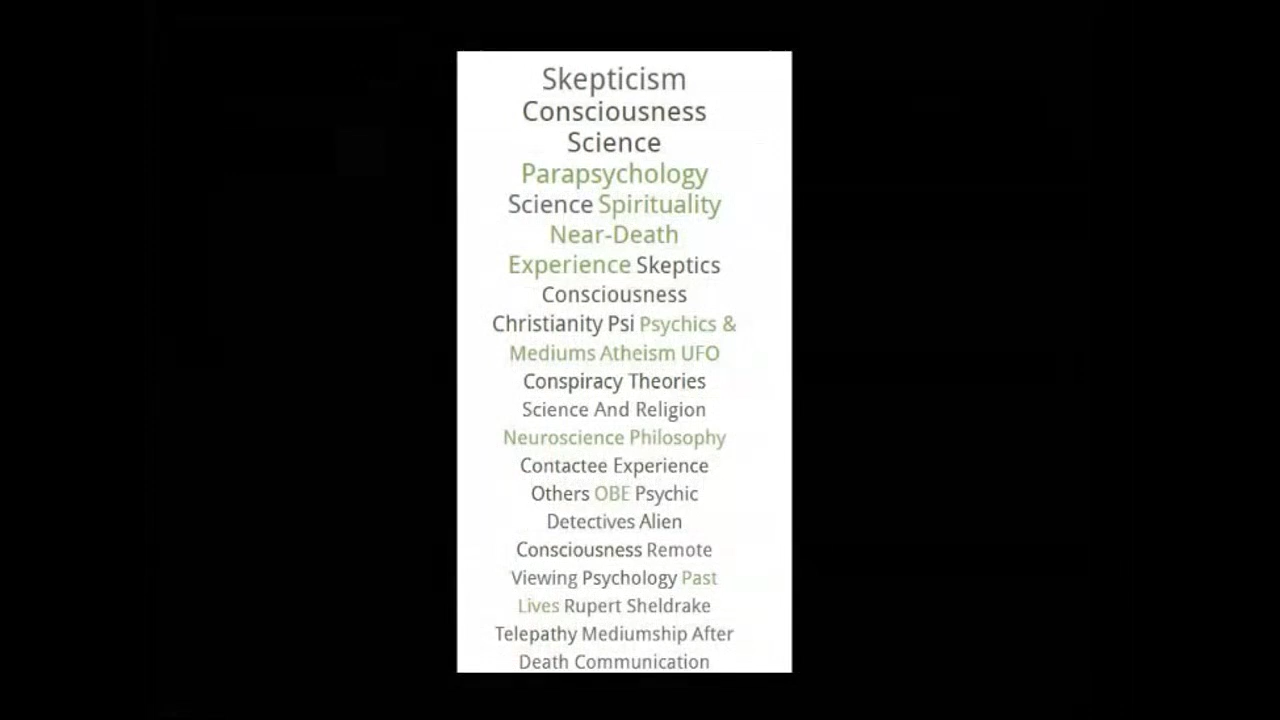 Skepticism
Consciousness
Science
Parapsychology
Science Spirituality
Near-Death
Experience Skeptics
Consciousness
Christianity Psi Psychics &
Mediums Atheism UFO
Conspiracy Theories
Science And Religion
Neuroscience Philosophy
Contactee Experience
Others OBE Psychic
Detectives Alien
Consciousness Remote
Viewing Psychology Past
Lives Rupert Sheldrake
Telepathy Mediumship After
Death Communication